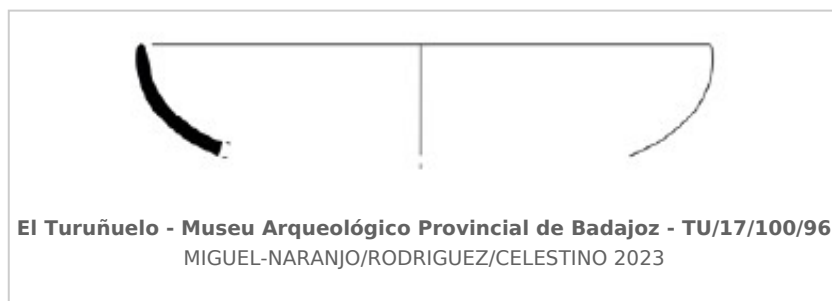 El Turuñuelo - Museu Arqueológico Provincial de Badajoz - TU/17/100/96
MIGUEL-NARANJO/RODRIGUEZ/CELESTINO 2023